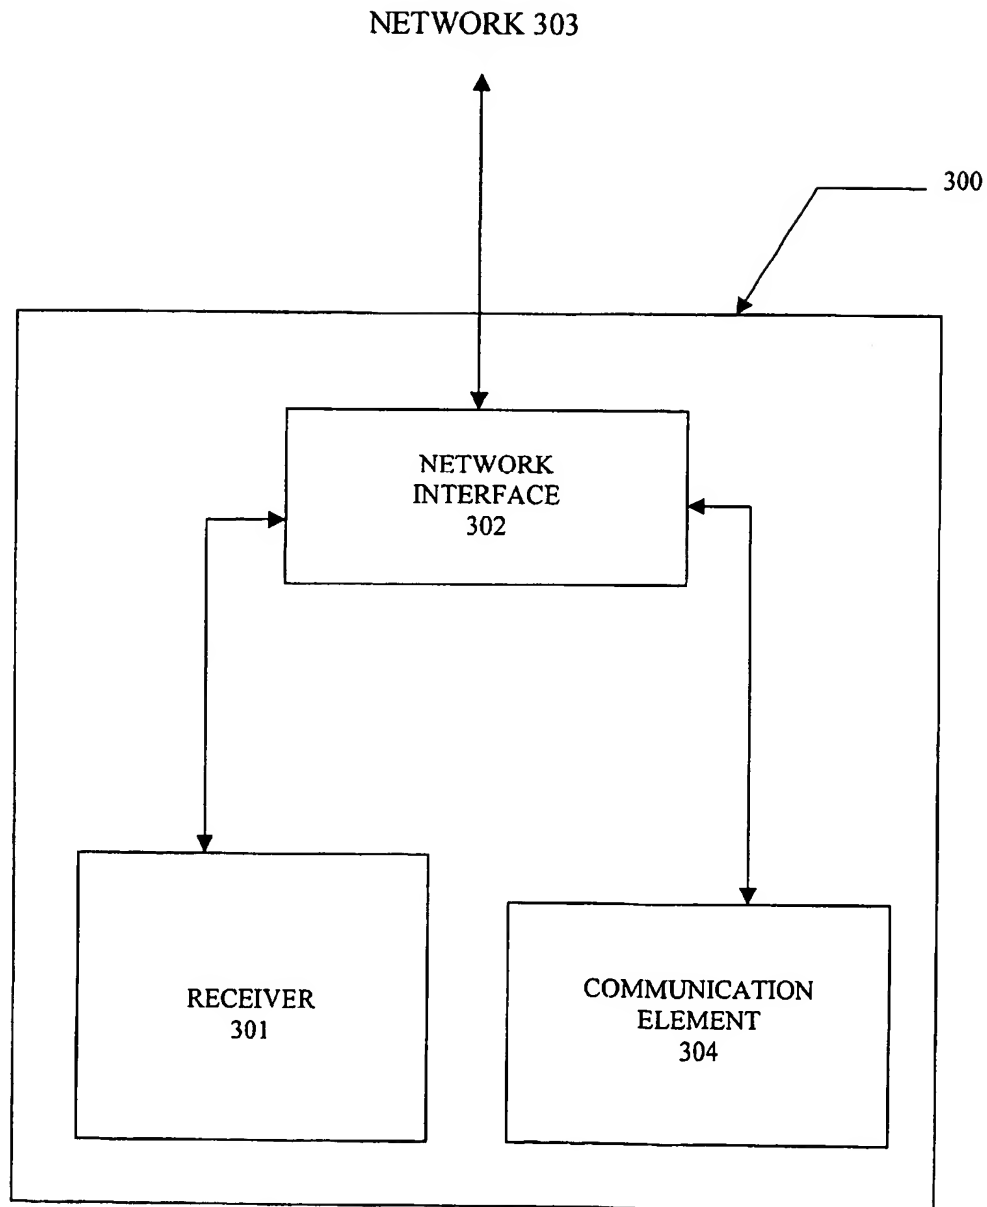 NETWORK 303
300
NETWORK
INTERFACE
302
RECEIVER
301
COMMUNICATION
ELEMENT
304